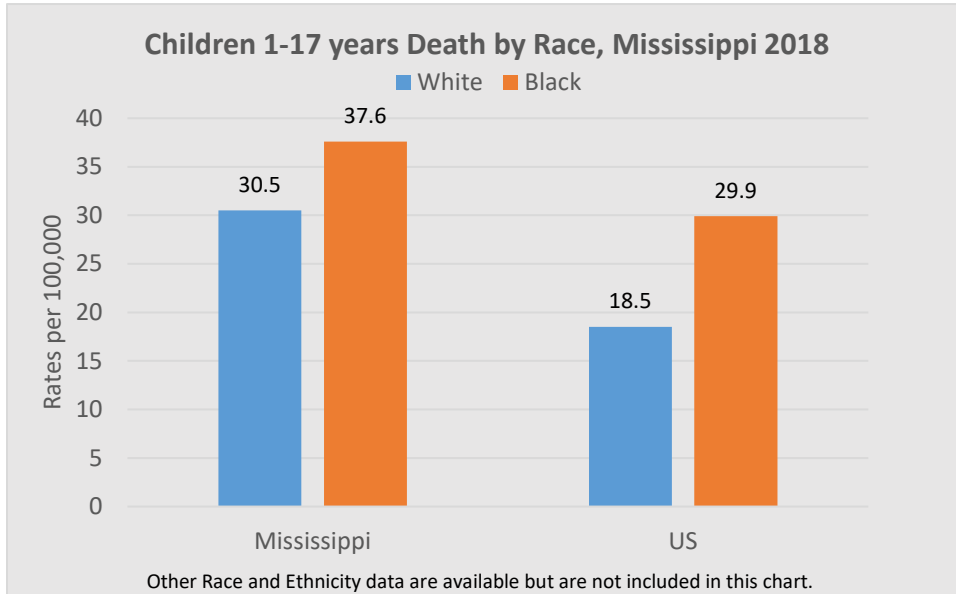 Children 1-17 years Death by Race, Mississippi 2018
White Black
40
35
30
25
20
15
10
5
0
Rates per 100,000
30.5
37.6
18.5
29.9
Mississippi
US
Other Race and Ethnicity data are available but are not included in this chart.